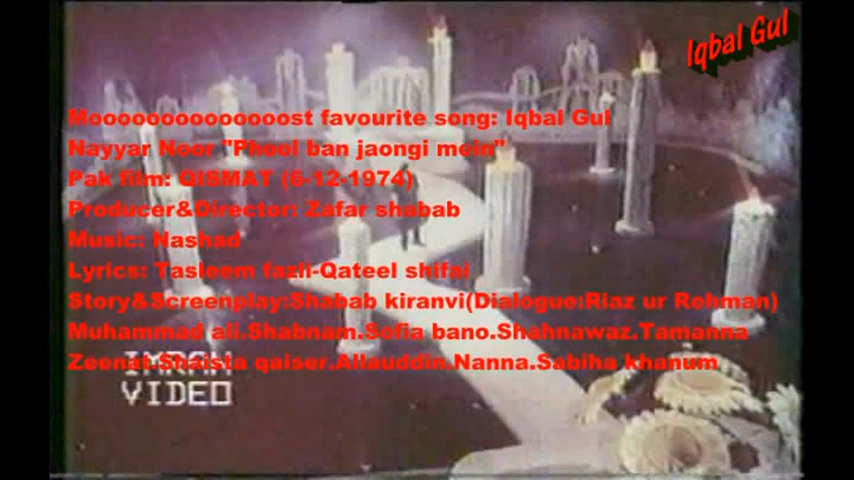 Iqbal Gul
Moooooooooooooost favourite song: Iqbal Gul
Nayyar Noor "Phool ban jaongi mein"
Pak film: QISMAT (6-12-1974)
Producer&Director: Zafar shabab
Music: Nashad
Lyrics: Tasleem fazli-Qateel shifai
Story&Screenplay:Shabab kiranvi(Dialogue:Riaz ur Rehman)
Muhammad ali.Shabnam.Sofia bano.Shahnawaz.Tamanna
Zeenat.Shaista qaiser.Allauddin.Nanna.Sabiha khanum
VIDEO